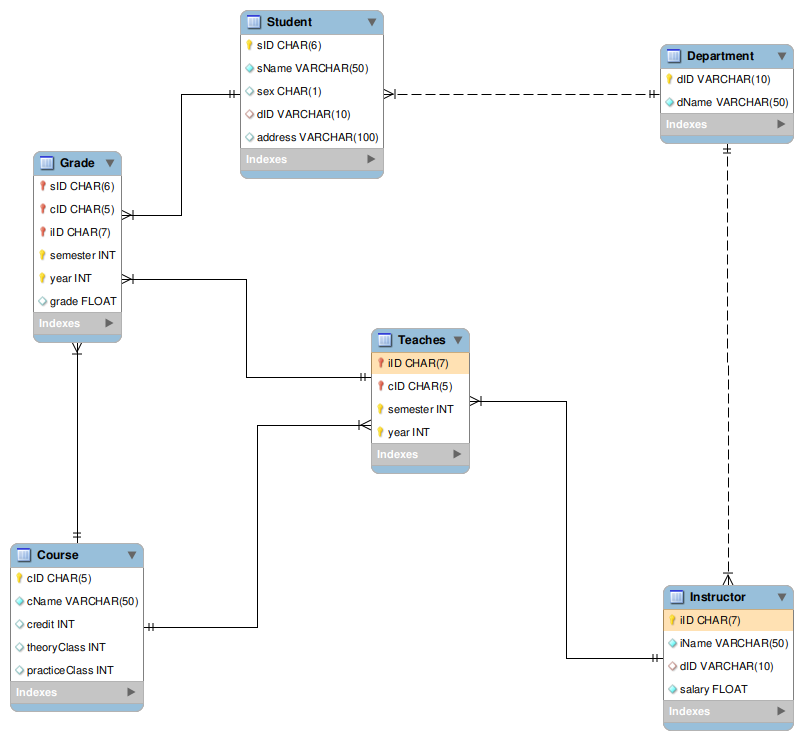 Student
sID CHAR(6)
sName VARCHAR(50)
sex CHAR(1)
dID VARCHAR(10)
address VARCHAR(100)
Indexes
Department
dID VARCHAR(10)
dName VARCHAR(50)
Indexes
Grade
sID CHAR(6)
cID CHAR(5)
iID CHAR(7)
semester INT
year INT
grade FLOAT
Indexes
Teaches
iID CHAR(7)
cID CHAR(5)
semester INT
year INT
Indexes
Course
cID CHAR(5)
cName VARCHAR(50)
credit INT
theoryClass INT
practiceClass INT
Indexes
Instructor
iID CHAR(7)
iName VARCHAR(50)
dID VARCHAR(10)
salary FLOAT
Indexes